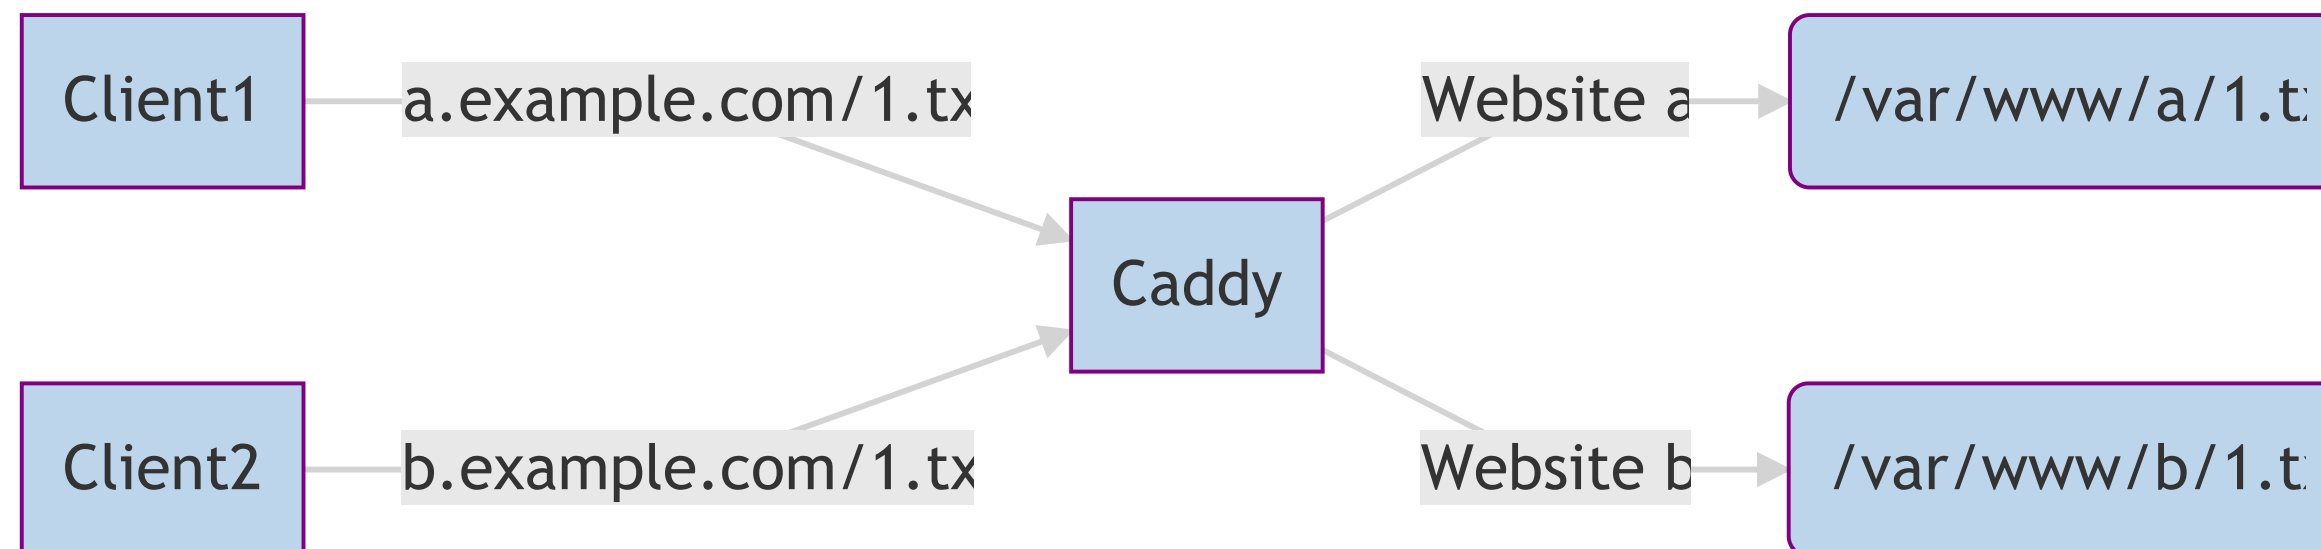 Client1
a.example.com/1.tx
Website a
/var/www/a/1.tx
Caddy
Client2
b.example.com/1.tx
Website b
/var/www/b/1.t